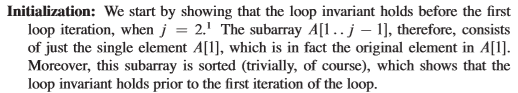 Initialization: We start by showing that the loop invariant holds before the first
loop iteration, when j = 2.¹ The subarray A[1 . . j − 1], therefore, consists
of just the single element A[1], which is in fact the original element in A[1].
Moreover, this subarray is sorted (trivially, of course), which shows that the
loop invariant holds prior to the first iteration of the loop.